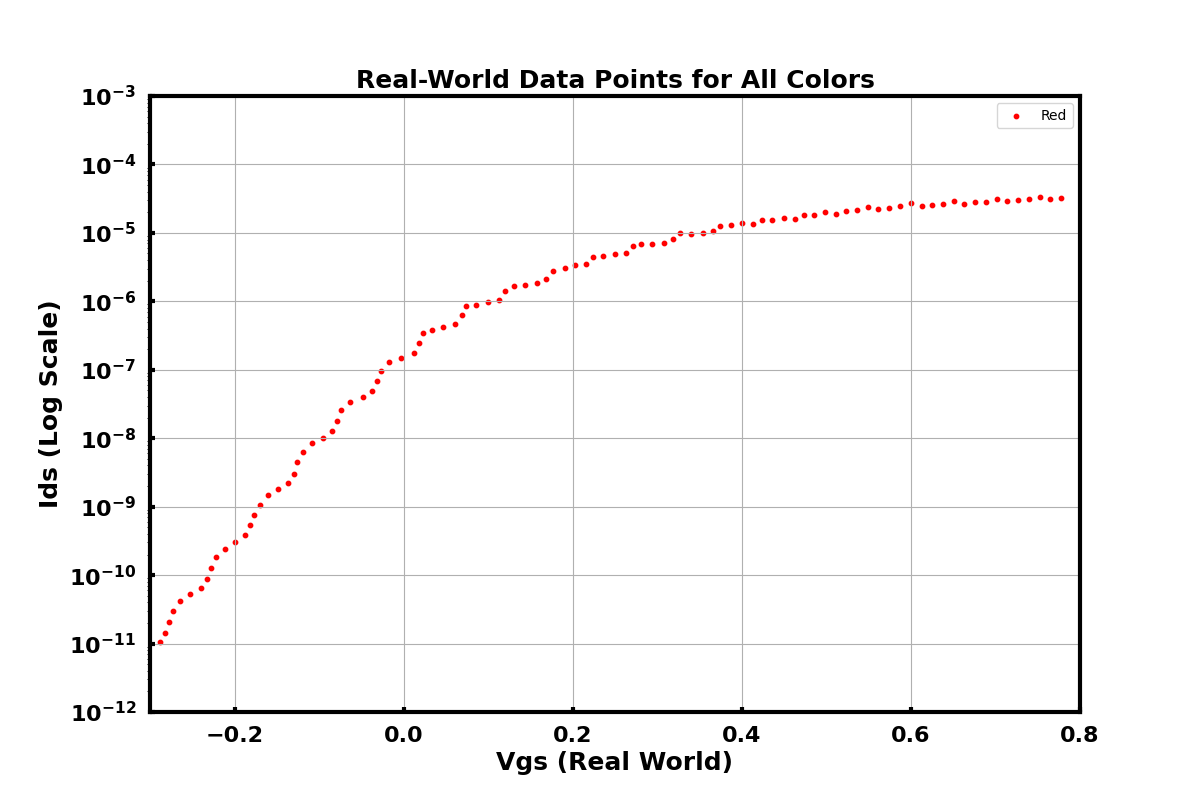 Real-World Data Points for All Colors
Red
10⁻³
10⁻⁴
10⁻⁵
10⁻⁶
10⁻⁷
10⁻⁸
10⁻⁹
10⁻¹⁰
10⁻¹¹
10⁻¹²
Ids (Log Scale)
−0.2 0.0 0.2 0.4 0.6 0.8
Vgs (Real World)